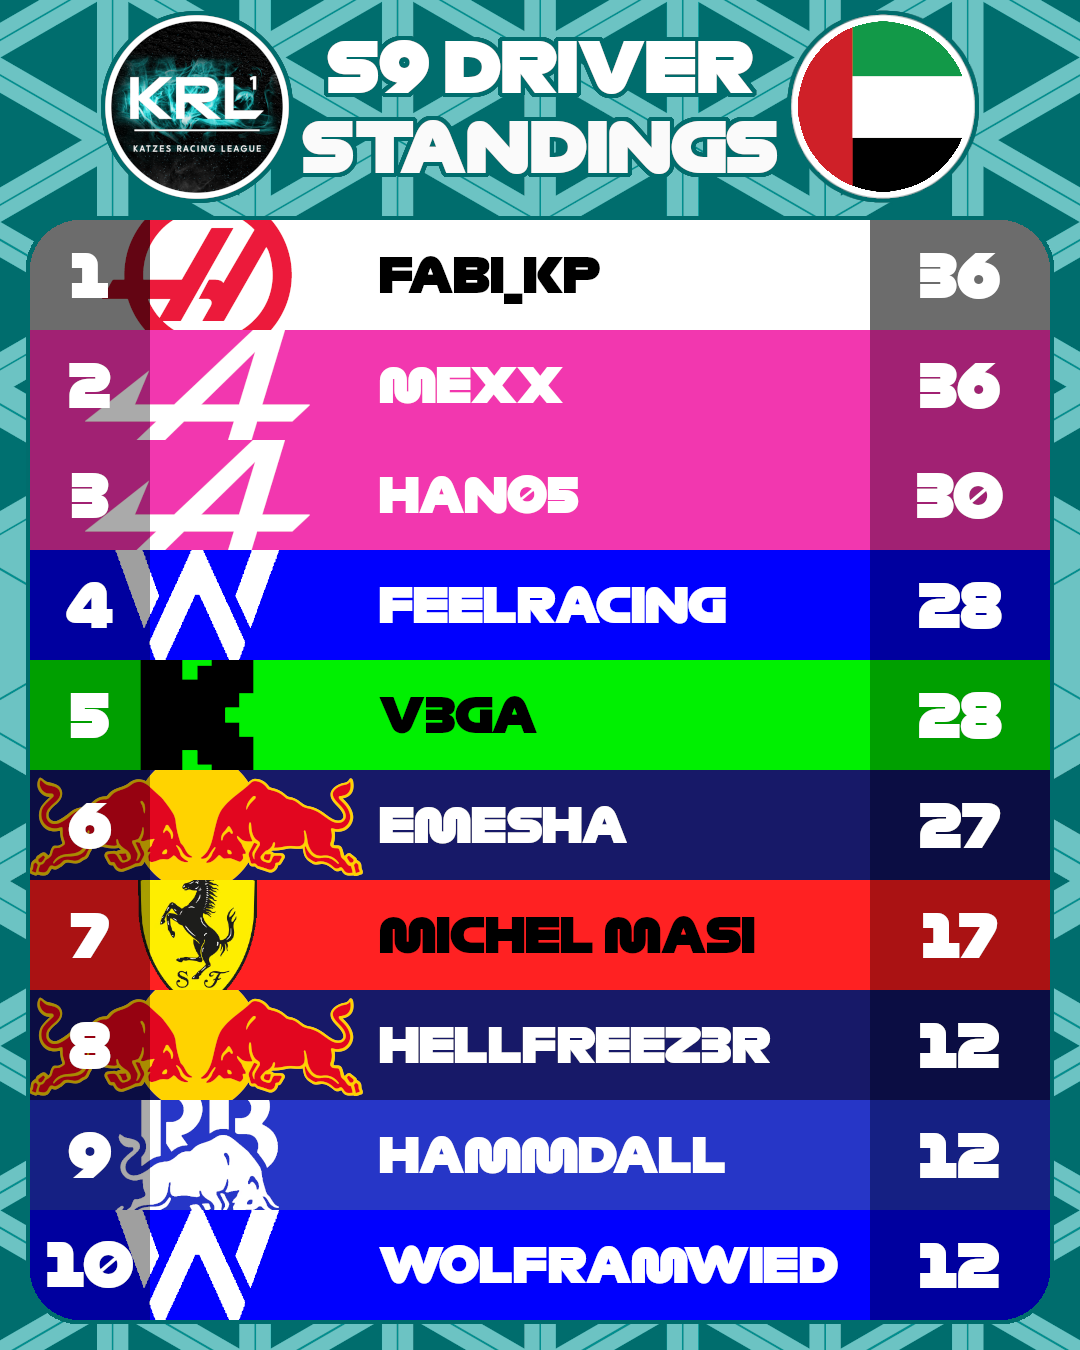 KRL1
KATZES RACING LEAGUE
S9 DRIVER
STANDINGS
1 FABI_KP 36
2 MEXX 36
3 HAN05 30
4 FEELRACING 28
5 V3GA 28
6 EMESHA 27
7 S F MICHEL MASI 17
8 HELLFREEZ3R 12
9 RB HAMMDALL 12
10 WOLFRAMWIED 12